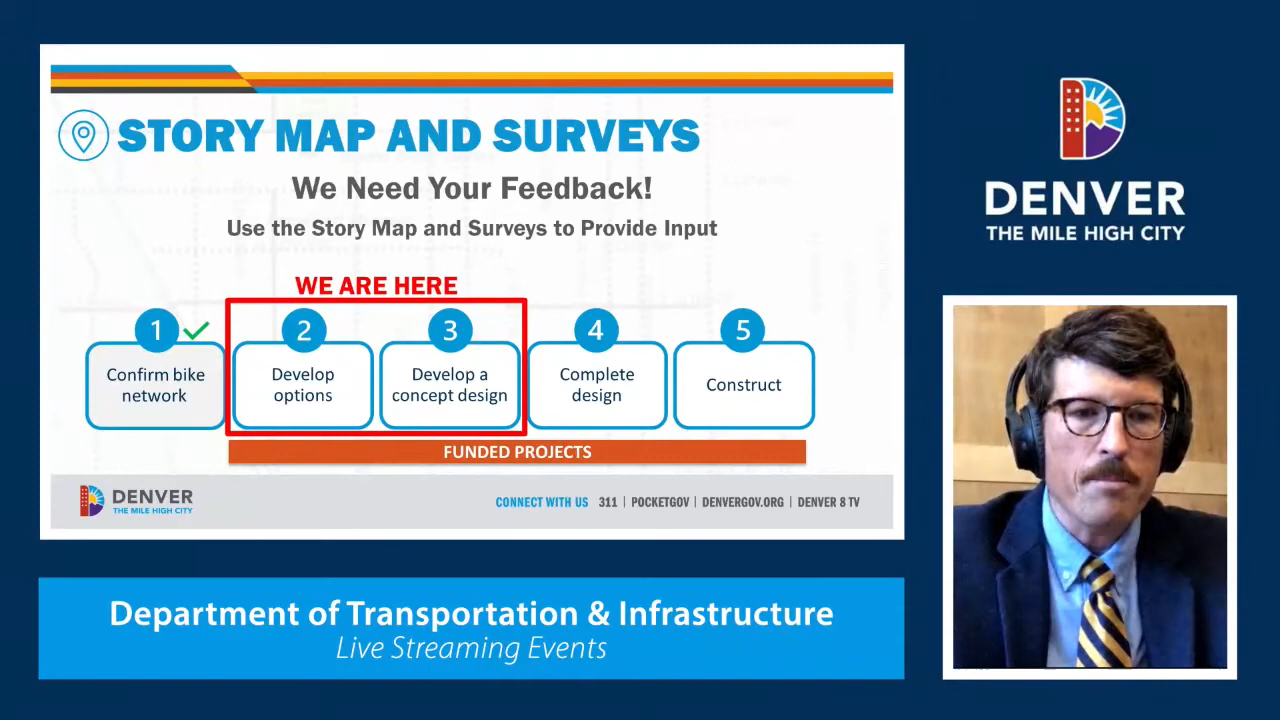 STORY MAP AND SURVEYS
We Need Your Feedback!
Use the Story Map and Surveys to Provide Input
WE ARE HERE
1
Confirm bike
network
2
Develop
options
3
Develop a
concept design
4
Complete
design
5
Construct
FUNDED PROJECTS
DENVER
THE MILE HIGH CITY
CONNECT WITH US 311 | POCKETGOV | DENVERGOV.ORG | DENVER 8 TV
DENVER
THE MILE HIGH CITY
Department of Transportation & Infrastructure
Live Streaming Events